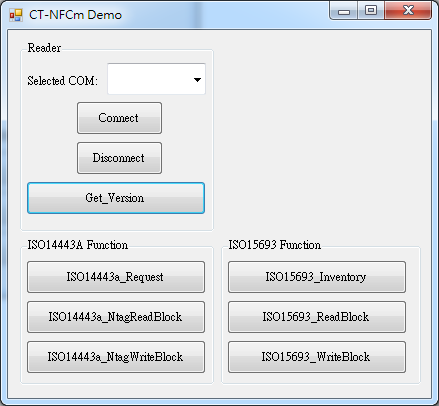 CT-NFCm Demo
Reader
Selected COM:
Connect
Disconnect
Get_Version
ISO14443A Function
ISO14443a_Request
ISO14443a_NtagReadBlock
ISO14443a_NtagWriteBlock
ISO15693 Function
ISO15693_Inventory
ISO15693_ReadBlock
ISO15693_WriteBlock